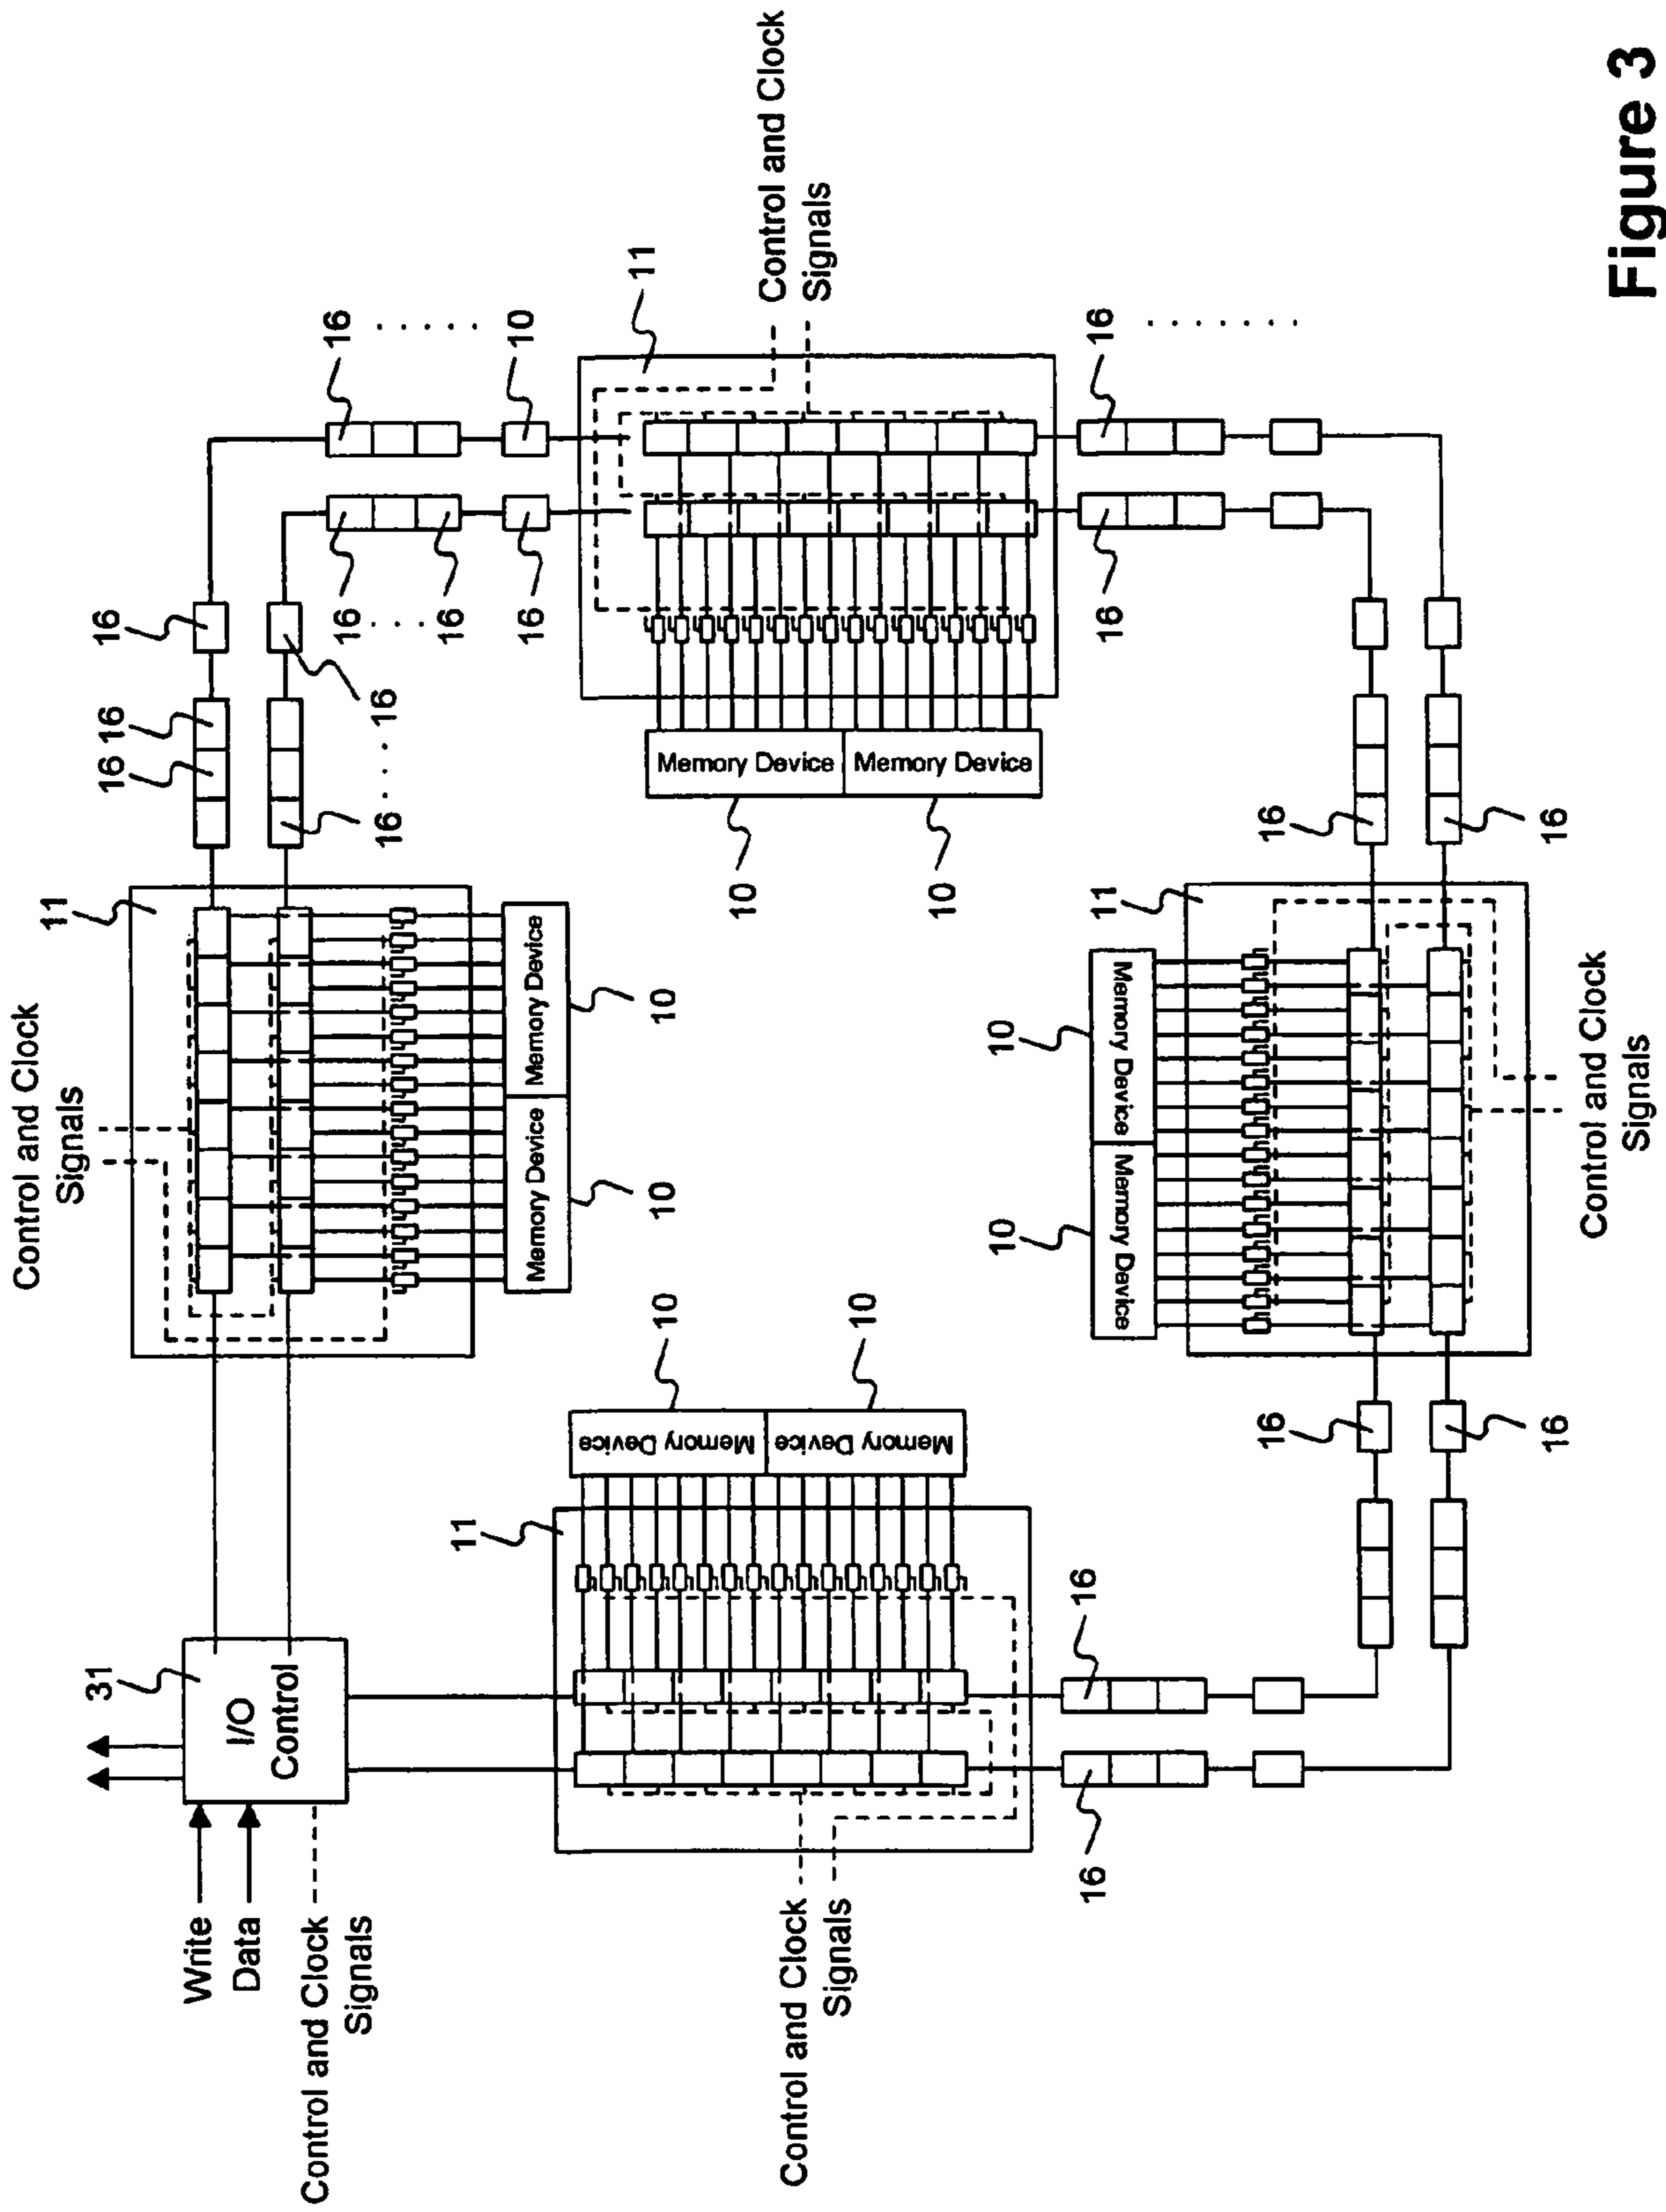 Control and Clock
Signals
11
31
16 16
16
Write
Data
I/O
Control
Control and Clock
Signals
16 . . . . 16
16 . . . . 16
16
16 . . . . . . 10
Memory Device
Memory Device
10
10
11
10
10
Memory Device
Memory Device
11
Memory Device
Memory Device
10
10
Control and Clock
Signals
Control and Clock
Signals
16
16
16
16 . . . . . . .
10
10
Memory Device
Memory Device
11
16
16
16
16
Control and Clock
Signals
Figure 3